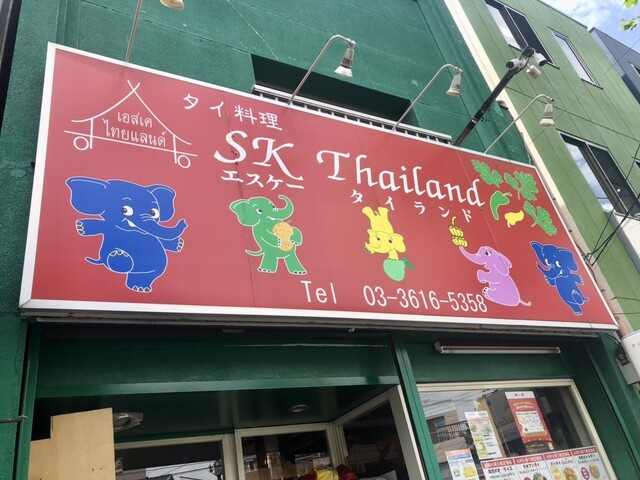 タイ料理
เอสเค
ไทยแลนด์
SK Thailand
エスケー タイランド
Tel 03-3616-5358